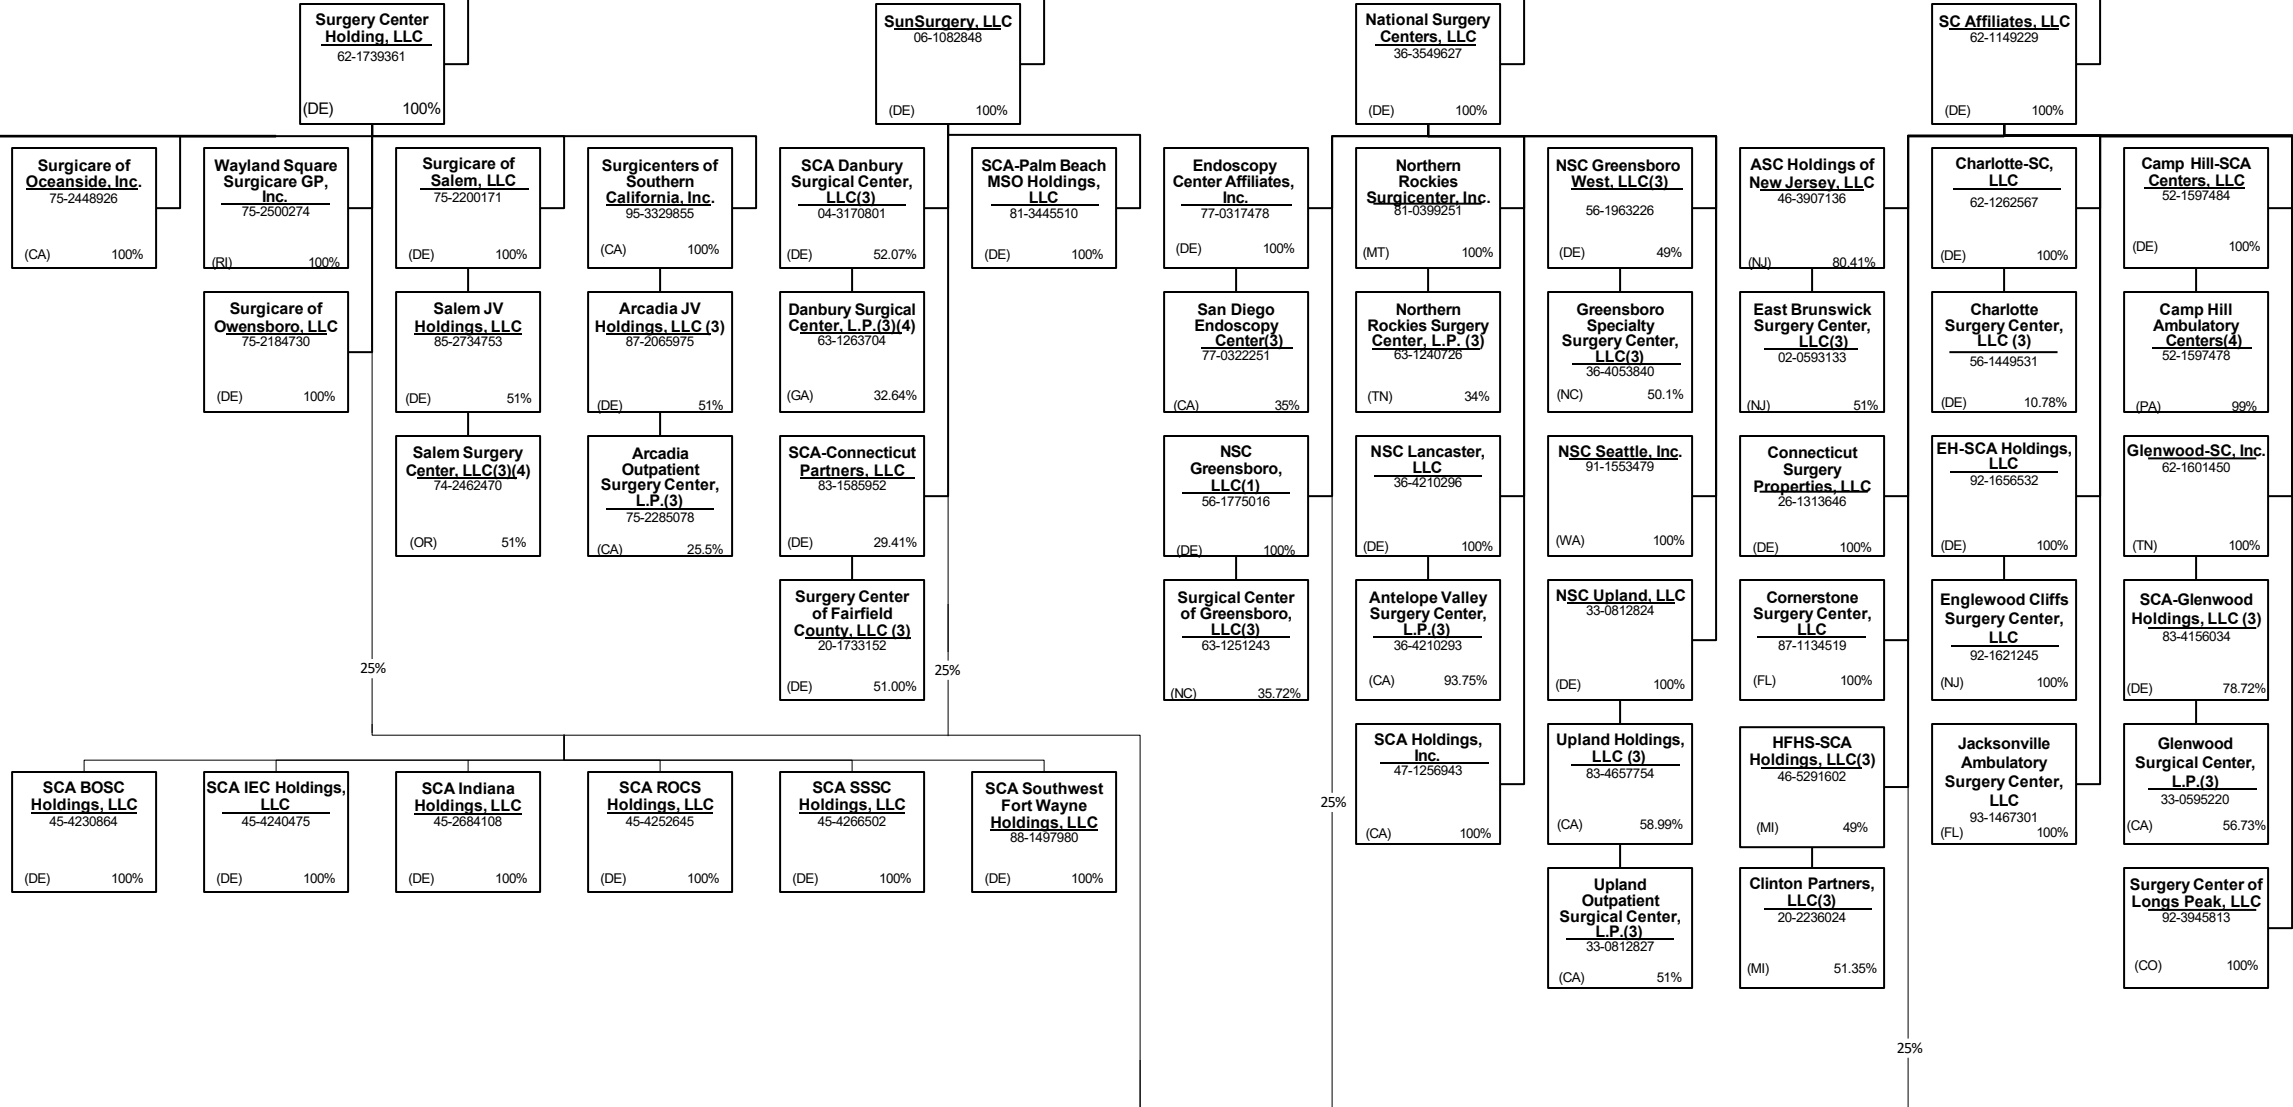 Surgery Center
Holding, LLC
62-1739361
(DE) 100%
SunSurgery, LLC
06-1082848
(DE) 100%
National Surgery
Centers, LLC
36-3549627
(DE) 100%
SC Affiliates, LLC
62-1149229
(DE) 100%
Surgicare of
Oceanside, Inc.
75-2448926
(CA) 100%
Wayland Square
Surgicare GP,
Inc.
75-2500274
(RI) 100%
Surgicare of
Salem, LLC
75-2200171
(DE) 100%
Surgicenters of
Southern
California, Inc.
95-3329855
(CA) 100%
SCA Danbury
Surgical Center,
LLC(3)
04-3170801
(DE) 52.07%
SCA-Palm Beach
MSO Holdings,
LLC
81-3445510
(DE) 100%
Endoscopy
Center Affiliates,
Inc.
77-0317478
(DE) 100%
Northern
Rockies
Surgicenter, Inc.
81-0399251
(MT) 100%
NSC Greensboro
West, LLC(3)
56-1963226
(DE) 49%
ASC Holdings of
New Jersey, LLC
46-3907136
(NJ) 80.41%
Charlotte-SC,
LLC
62-1262567
(DE) 100%
Camp Hill-SCA
Centers, LLC
52-1597484
(DE) 100%
Surgicare of
Owensboro, LLC
75-2184730
(DE) 100%
Salem JV
Holdings, LLC
85-2734753
(DE) 51%
Arcadia JV
Holdings, LLC (3)
87-2065975
(DE) 51%
Danbury Surgical
Center, L.P.(3)(4)
63-1263704
(GA) 32.64%
San Diego
Endoscopy
Center(3)
77-0322251
(CA) 35%
Northern
Rockies Surgery
Center, L.P. (3)
63-1240726
(TN) 34%
Greensboro
Specialty
Surgery Center,
LLC(3)
36-4053840
(NC) 50.1%
East Brunswick
Surgery Center,
LLC(3)
02-0593133
(NJ) 51%
Charlotte
Surgery Center,
LLC (3)
56-1449531
(DE) 10.78%
Camp Hill
Ambulatory
Centers(4)
52-1597478
(PA) 99%
Salem Surgery
Center, LLC(3)(4)
74-2462470
(OR) 51%
Arcadia
Outpatient
Surgery Center,
L.P.(3)
75-2285078
(CA) 25.5%
SCA-Connecticut
Partners, LLC
83-1585952
(DE) 29.41%
NSC
Greensboro,
LLC(1)
56-1775016
(DE) 100%
NSC Lancaster,
LLC
36-4210296
(DE) 100%
NSC Seattle, Inc.
91-1553479
(WA) 100%
Connecticut
Surgery
Properties, LLC
26-1313646
(DE) 100%
EH-SCA Holdings,
LLC
92-1656532
(DE) 100%
Glenwood-SC, Inc.
62-1601450
(TN) 100%
Surgery Center
of Fairfield
County, LLC (3)
20-1733152
(DE) 51.00%
Surgical Center
of Greensboro,
LLC(3)
63-1251243
(NC) 35.72%
Antelope Valley
Surgery Center,
L.P.(3)
36-4210293
(CA) 93.75%
NSC Upland, LLC
33-0812824
(DE) 100%
Cornerstone
Surgery Center,
LLC
87-1134519
(FL) 100%
Englewood Cliffs
Surgery Center,
LLC
92-1621245
(NJ) 100%
SCA-Glenwood
Holdings, LLC (3)
83-4156034
(DE) 78.72%
25%
25%
SCA BOSC
Holdings, LLC
45-4230864
(DE) 100%
SCA IEC Holdings,
LLC
45-4240475
(DE) 100%
SCA Indiana
Holdings, LLC
45-2684108
(DE) 100%
SCA ROCS
Holdings, LLC
45-4252645
(DE) 100%
SCA SSSC
Holdings, LLC
45-4266502
(DE) 100%
SCA Southwest
Fort Wayne
Holdings, LLC
88-1497980
(DE) 100%
25%
SCA Holdings,
Inc.
47-1256943
(CA) 100%
Upland Holdings,
LLC (3)
83-4657754
(CA) 58.99%
HFHS-SCA
Holdings, LLC(3)
46-5291602
(MI) 49%
Jacksonville
Ambulatory
Surgery Center,
LLC
93-1467301
(FL) 100%
Glenwood
Surgical Center,
L.P.(3)
33-0595220
(CA) 56.73%
Upland
Outpatient
Surgical Center,
L.P.(3)
33-0812827
(CA) 51%
Clinton Partners,
LLC(3)
20-2236024
(MI) 51.35%
Surgery Center of
Longs Peak, LLC
92-3945813
(CO) 100%
25%